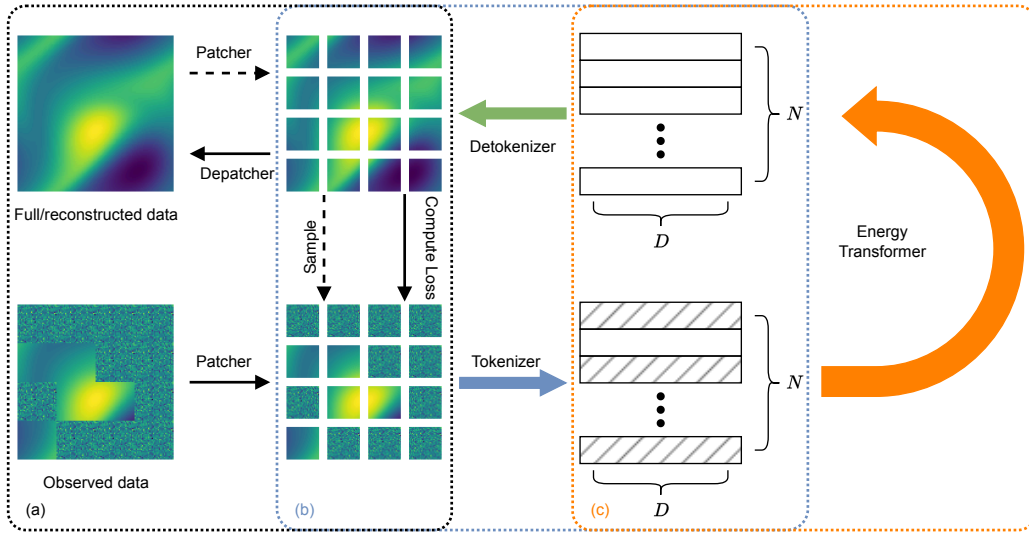 Patcher
Depatcher
Full/reconstructed data
Sample
Compute Loss
Detokenizer
N
D
Energy
Transformer
Patcher
Observed data
Tokenizer
N
D
(a)
(b)
(c)